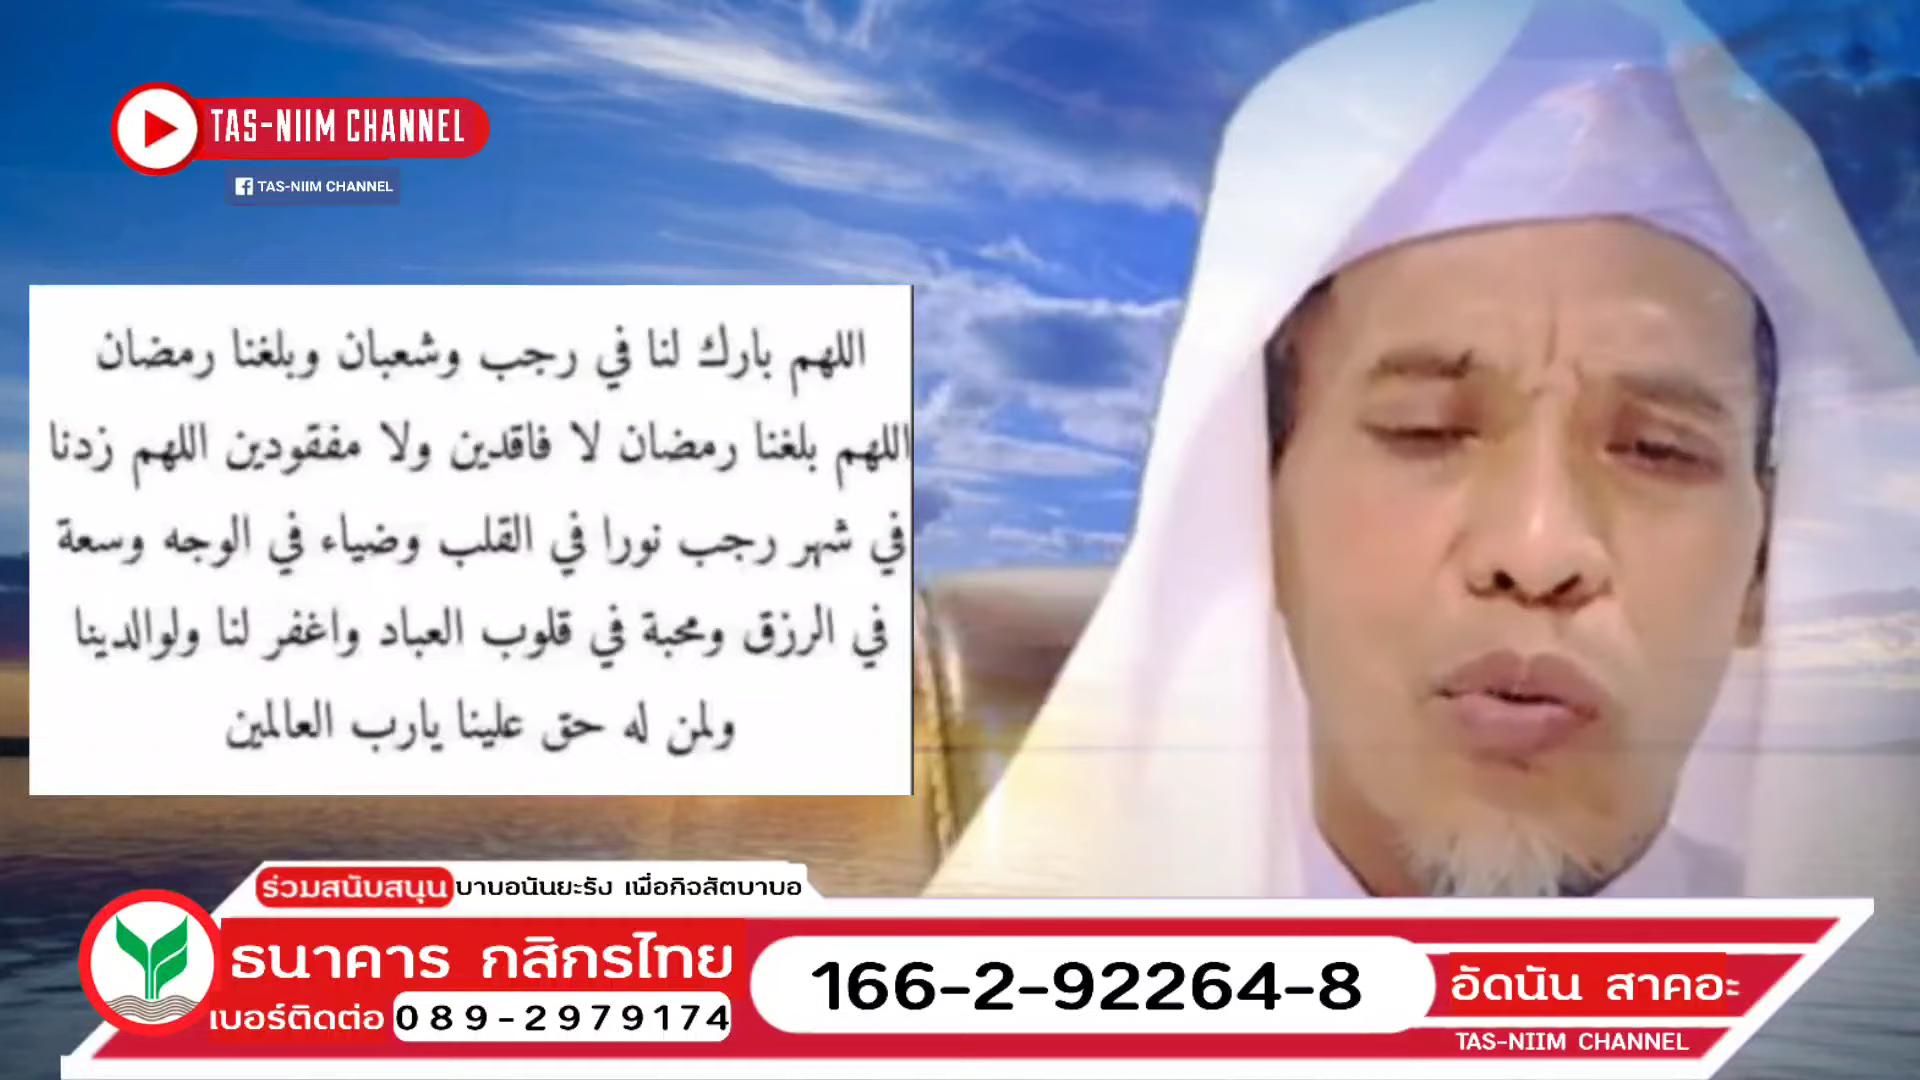 TAS-NIIM CHANNEL
TAS-NIIM CHANNEL
اللهم بارك لنا في رجب وشعبان وبلغنا رمضان
اللهم بلغنا رمضان لا فاقدين ولا مفقودين اللهم زدنا
في شهر رجب نورا في القلب وضياء في الوجه وسعة
في الرزق ومحبة في قلوب العباد واغفر لنا ولوالدينا
ولمن له حق علينا يارب العالمين
ร่วมสนับสนุน บาบอนันยะรัง เพื่อกิจสัตบาบอ
ธนาคาร กสิกรไทย
เบอร์ติดต่อ 089-2979174
166-2-92264-8
อัดนัน สาคอะ
TAS-NIIM CHANNEL